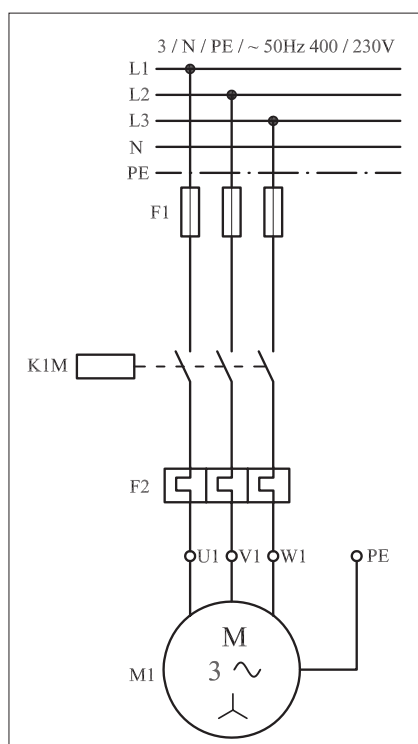 3 / N / PE / ~ 50Hz 400 / 230V
L1
L2
L3
N
PE
F1
K1M
F2
U1 V1 W1 PE
M
M1 3 ~